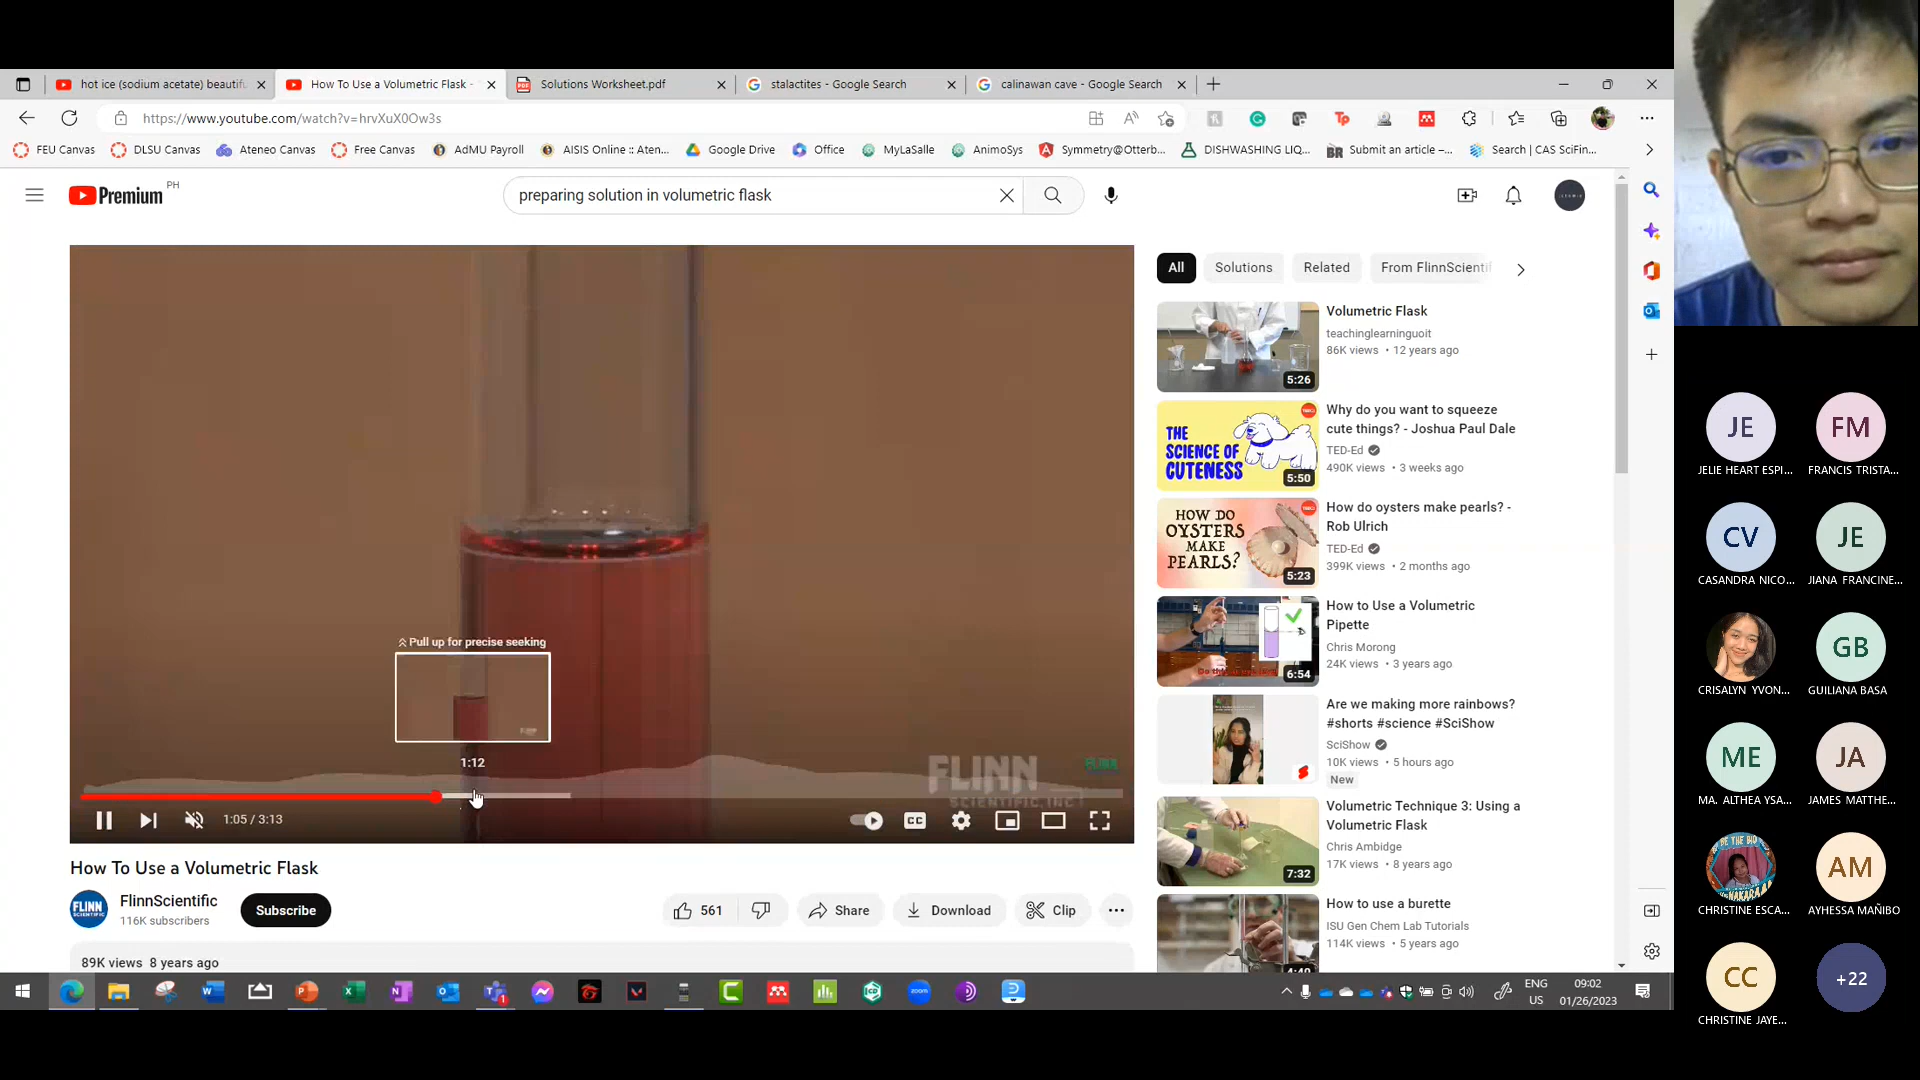 hot ice (sodium acetate) beautifu
How To Use a Volumetric Flask -
Solutions Worksheet.pdf
stalactites - Google Search
calinawan cave - Google Search
https://www.youtube.com/watch?v=hrvXuX0Ow3s
FEU Canvas
DLSU Canvas
Ateneo Canvas
Free Canvas
AdMU Payroll
AISIS Online :: Aten...
Google Drive
Office
MyLaSalle
AnimoSys
Symmetry@Otterb...
DISHWASHING LIQ...
Submit an article –...
Search | CAS SciFin...
Premium PH
preparing solution in volumetric flask
Pull up for precise seeking
1:12
FLINN
SCIENTIFIC, INC.
1:05 / 3:13
CC
How To Use a Volumetric Flask
FLINN
SCIENTIFIC
FlinnScientific
116K subscribers
Subscribe
561
Share
Download
Clip
89K views 8 years ago
All
Solutions
Related
From FlinnScientif
Volumetric Flask
teachinglearninguoit
86K views • 12 years ago
5:26
THE
SCIENCE OF
CUTENESS
5:50
Why do you want to squeeze
cute things? - Joshua Paul Dale
TED-Ed
490K views • 3 weeks ago
HOW DO
OYSTERS
MAKE
PEARLS?
5:23
How do oysters make pearls? -
Rob Ulrich
TED-Ed
399K views • 2 months ago
6:54
How to Use a Volumetric
Pipette
Chris Morong
24K views • 3 years ago
Are we making more rainbows?
#shorts #science #SciShow
SciShow
10K views • 5 hours ago
New
7:32
Volumetric Technique 3: Using a
Volumetric Flask
Chris Ambidge
17K views • 8 years ago
How to use a burette
ISU Gen Chem Lab Tutorials
114K views • 5 years ago
ENG
US
09:02
01/26/2023
JE
JELIE HEART ESPI...
FM
FRANCIS TRISTA...
CV
CASANDRA NICO...
JE
JIANA FRANCINE...
CRISALYN YVON...
GB
GUILIANA BASA
ME
MA. ALTHEA YSA...
JA
JAMES MATTHE...
CHRISTINE ESCA...
AM
AYHESSA MAÑIBO
CC
CHRISTINE JAYE...
+22